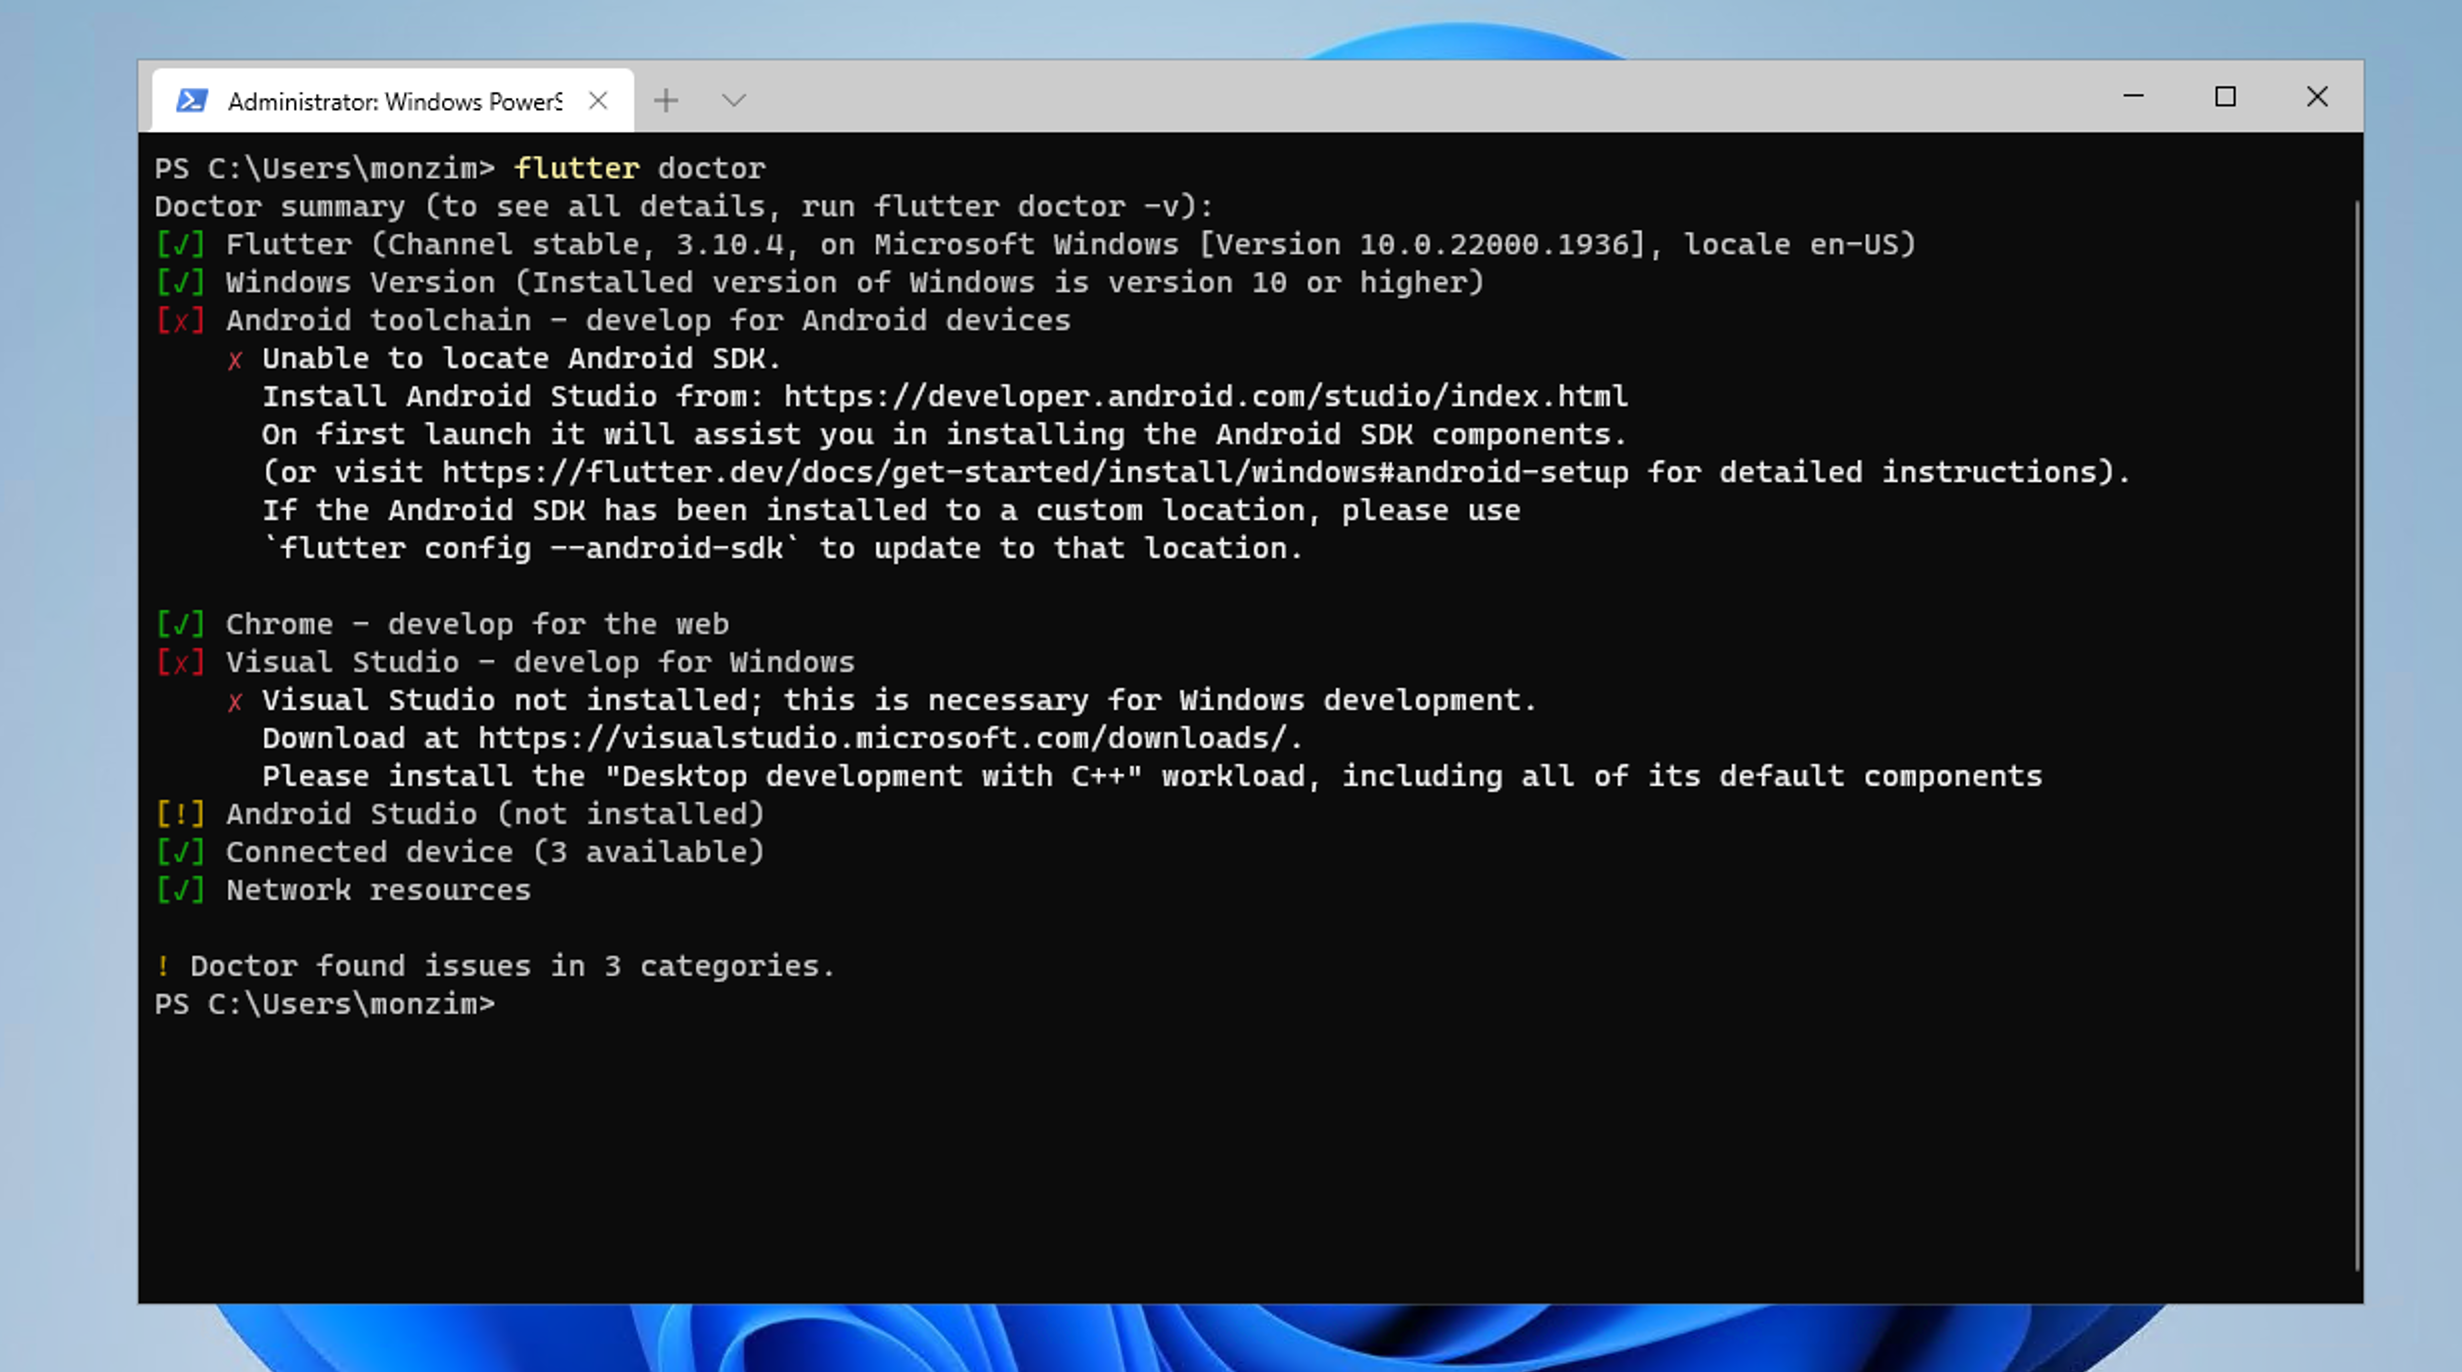 Administrator: Windows PowerS
PS C:\Users\monzim> flutter doctor
Doctor summary (to see all details, run flutter doctor -v):
[√] Flutter (Channel stable, 3.10.4, on Microsoft Windows [Version 10.0.22000.1936], locale en-US)
[√] Windows Version (Installed version of Windows is version 10 or higher)
[X] Android toolchain - develop for Android devices
    X Unable to locate Android SDK.
      Install Android Studio from: https://developer.android.com/studio/index.html
      On first launch it will assist you in installing the Android SDK components.
      (or visit https://flutter.dev/docs/get-started/install/windows#android-setup for detailed instructions).
      If the Android SDK has been installed to a custom location, please use
      `flutter config --android-sdk` to update to that location.
[√] Chrome - develop for the web
[X] Visual Studio - develop for Windows
    X Visual Studio not installed; this is necessary for Windows development.
      Download at https://visualstudio.microsoft.com/downloads/.
      Please install the "Desktop development with C++" workload, including all of its default components
[!] Android Studio (not installed)
[√] Connected device (3 available)
[√] Network resources
! Doctor found issues in 3 categories.
PS C:\Users\monzim>